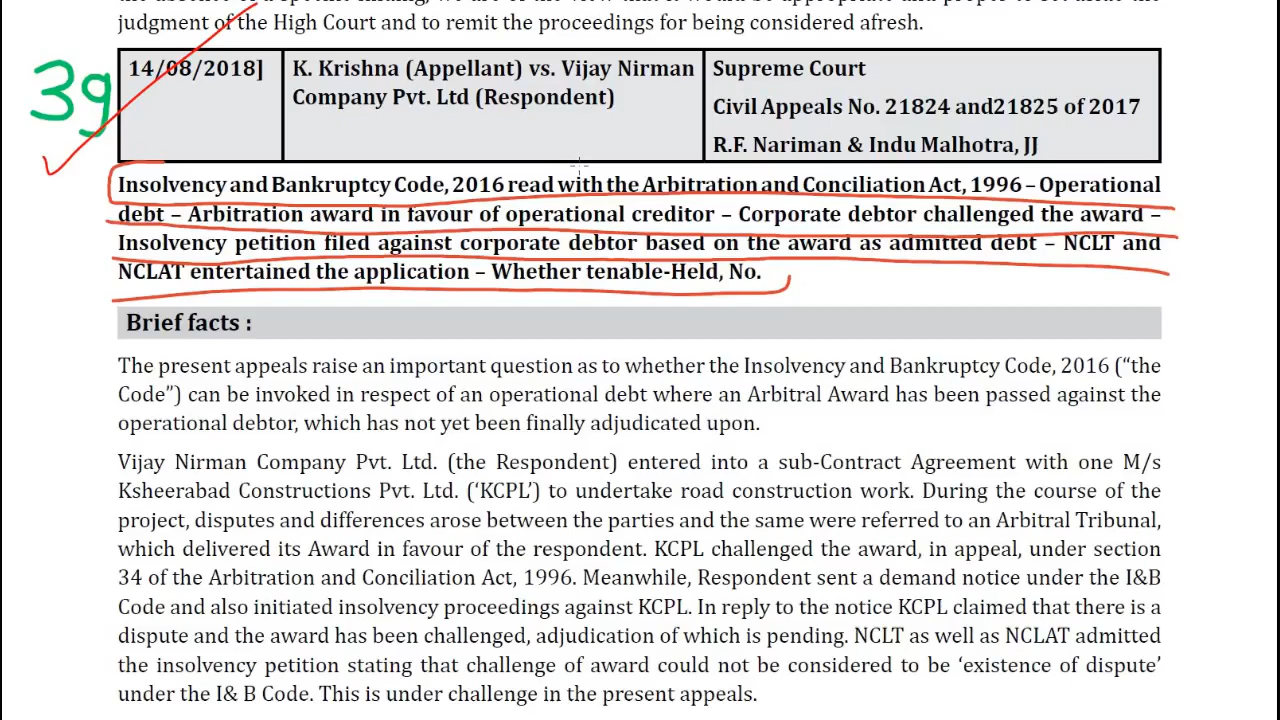 judgment of the High Court and to remit the proceedings for being considered afresh.
39
14/08/2018]
K. Krishna (Appellant) vs. Vijay Nirman
Company Pvt. Ltd (Respondent)
Supreme Court
Civil Appeals No. 21824 and21825 of 2017
R.F. Nariman & Indu Malhotra, JJ
Insolvency and Bankruptcy Code, 2016 read with the Arbitration and Conciliation Act, 1996 – Operational
debt – Arbitration award in favour of operational creditor – Corporate debtor challenged the award –
Insolvency petition filed against corporate debtor based on the award as admitted debt – NCLT and
NCLAT entertained the application – Whether tenable-Held, No.
Brief facts :
The present appeals raise an important question as to whether the Insolvency and Bankruptcy Code, 2016 (“the
Code”) can be invoked in respect of an operational debt where an Arbitral Award has been passed against the
operational debtor, which has not yet been finally adjudicated upon.
Vijay Nirman Company Pvt. Ltd. (the Respondent) entered into a sub-Contract Agreement with one M/s
Ksheerabad Constructions Pvt. Ltd. (‘KCPL’) to undertake road construction work. During the course of the
project, disputes and differences arose between the parties and the same were referred to an Arbitral Tribunal,
which delivered its Award in favour of the respondent. KCPL challenged the award, in appeal, under section
34 of the Arbitration and Conciliation Act, 1996. Meanwhile, Respondent sent a demand notice under the I&B
Code and also initiated insolvency proceedings against KCPL. In reply to the notice KCPL claimed that there is a
dispute and the award has been challenged, adjudication of which is pending. NCLT as well as NCLAT admitted
the insolvency petition stating that challenge of award could not be considered to be ‘existence of dispute’
under the I& B Code. This is under challenge in the present appeals.